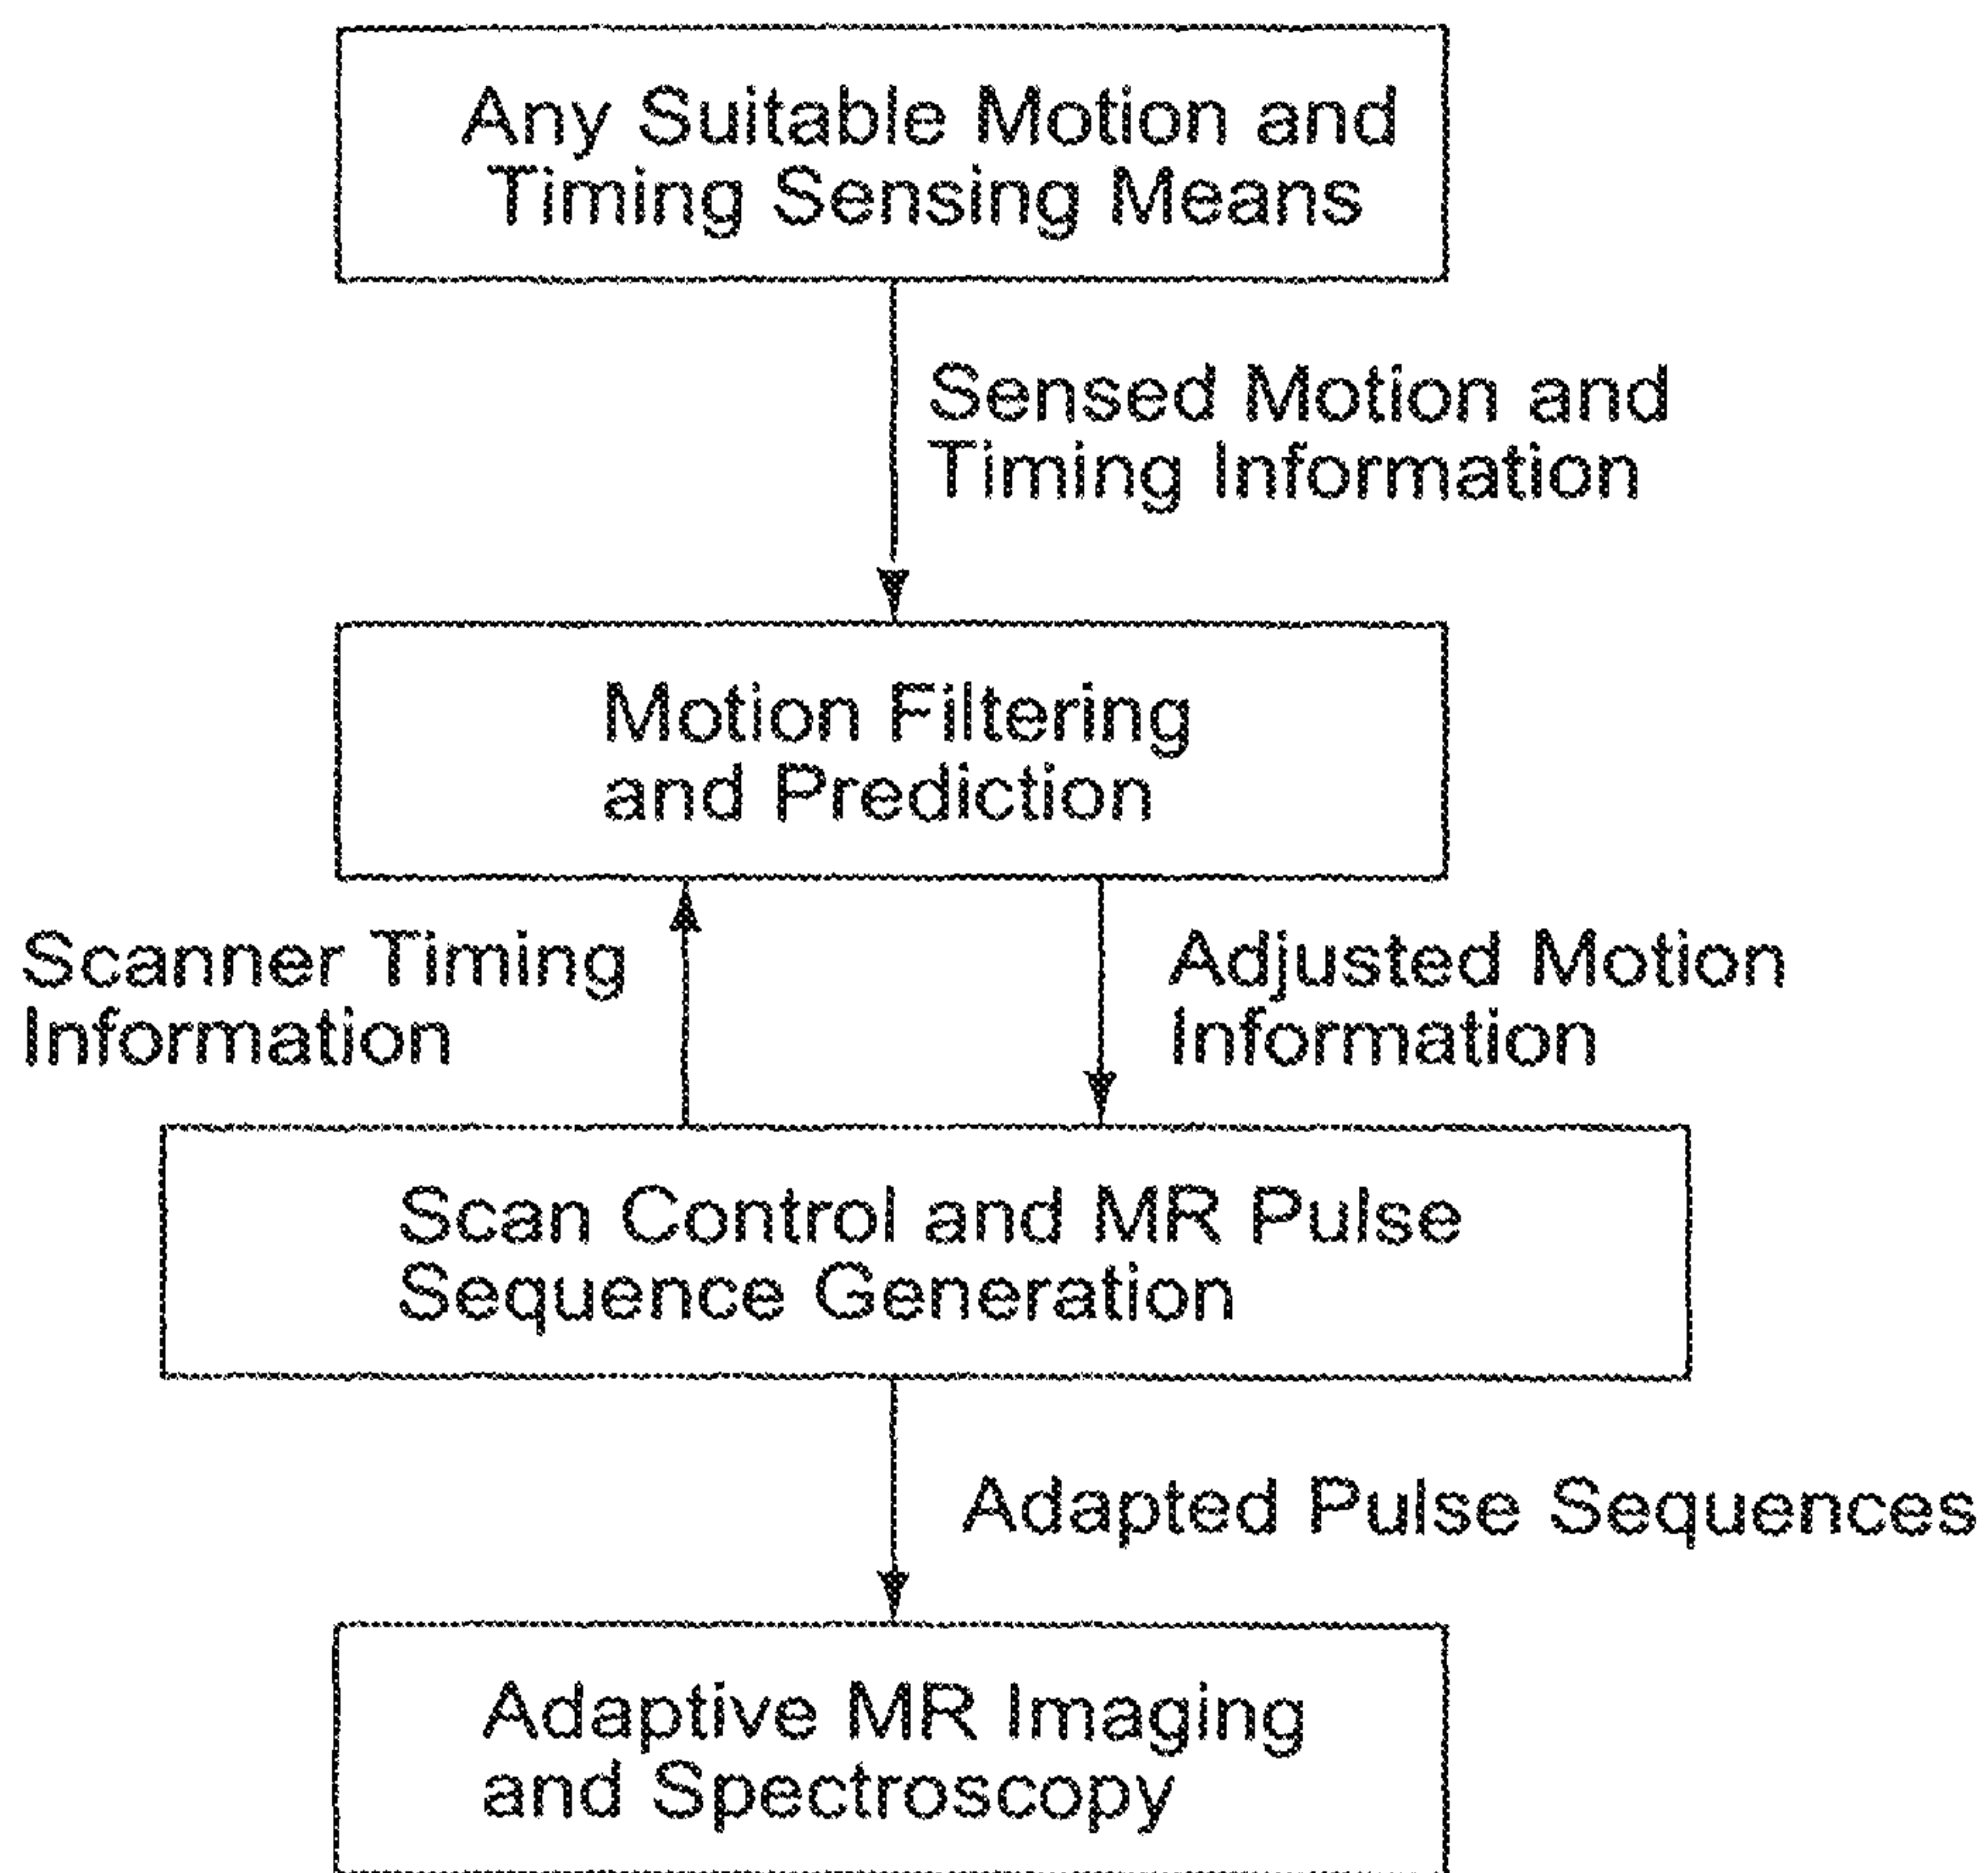 Any Suitable Motion and
Timing Sensing Means
Sensed Motion and
Timing Information
Motion Filtering
and Prediction
Scanner Timing
Information
Adjusted Motion
Information
Scan Control and MR Pulse
Sequence Generation
Adapted Pulse Sequences
Adaptive MR Imaging
and Spectroscopy